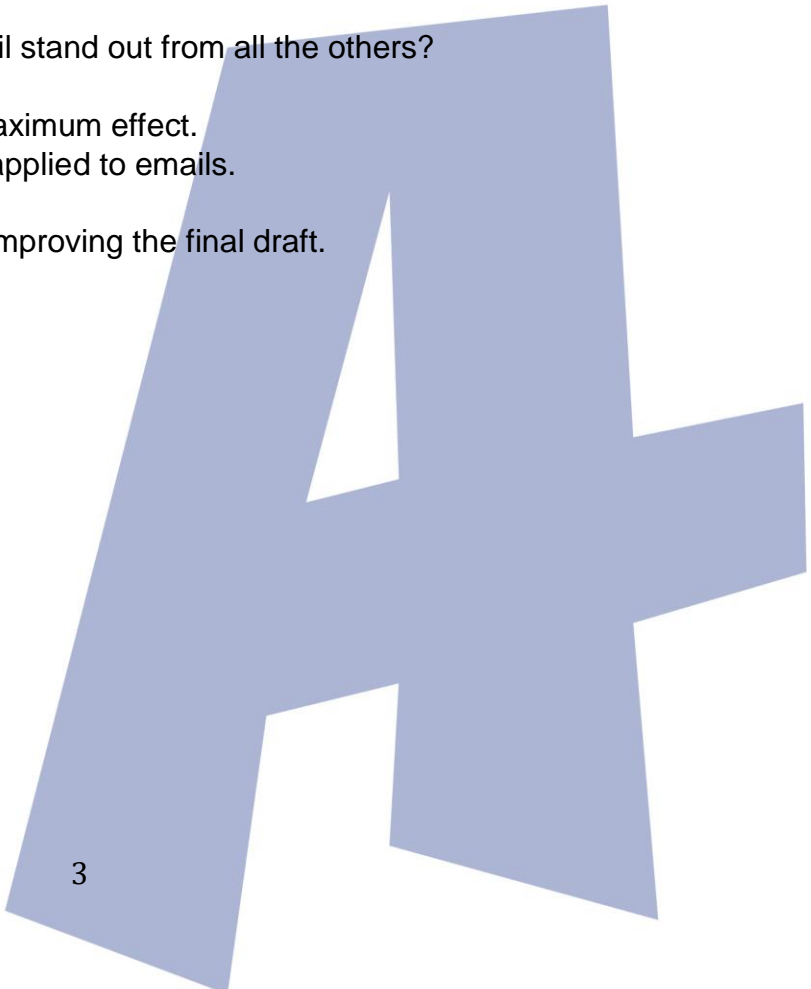 il stand out from all the others?
aximum effect.
applied to emails.
mproving the final draft.
3